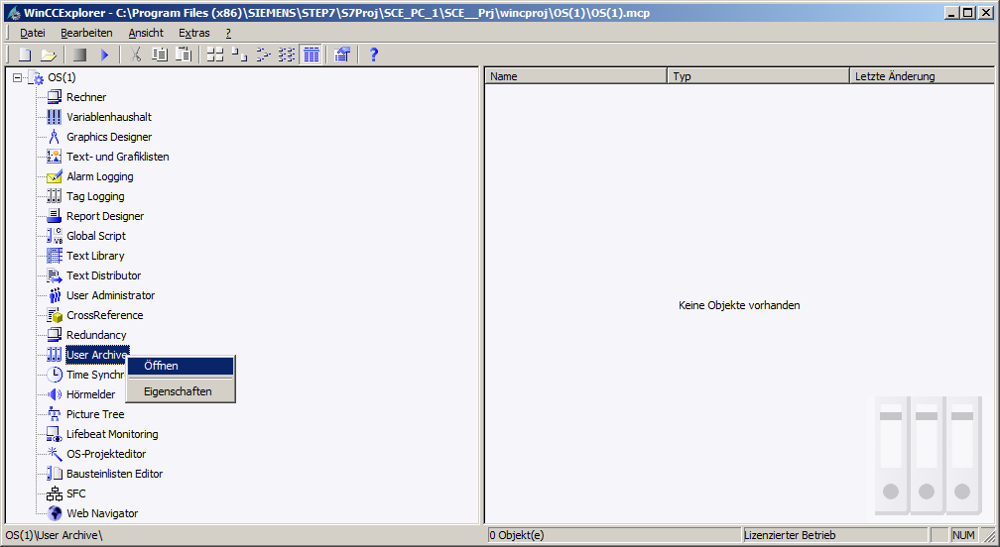 WinCCExplorer - C:\Program Files (x86)\SIEMENS\STEP7\S7Proj\SCE_PC_1\SCE__Prj\wincproj\OS(1)\OS(1).mcp
Datei Bearbeiten Ansicht Extras ?
OS(1)
Rechner
Variablenhaushalt
Graphics Designer
Text- und Grafiklisten
Alarm Logging
Tag Logging
Report Designer
Global Script
Text Library
Text Distributor
User Administrator
CrossReference
Redundancy
User Archive
Time Synchr
Hörmelder
Picture Tree
Lifebeat Monitoring
OS-Projekteditor
Bausteinlisten Editor
SFC
Web Navigator
Öffnen
Eigenschaften
Name Typ Letzte Änderung
Keine Objekte vorhanden
OS(1)\User Archive\ 0 Objekt(e) Lizenzierter Betrieb NUM